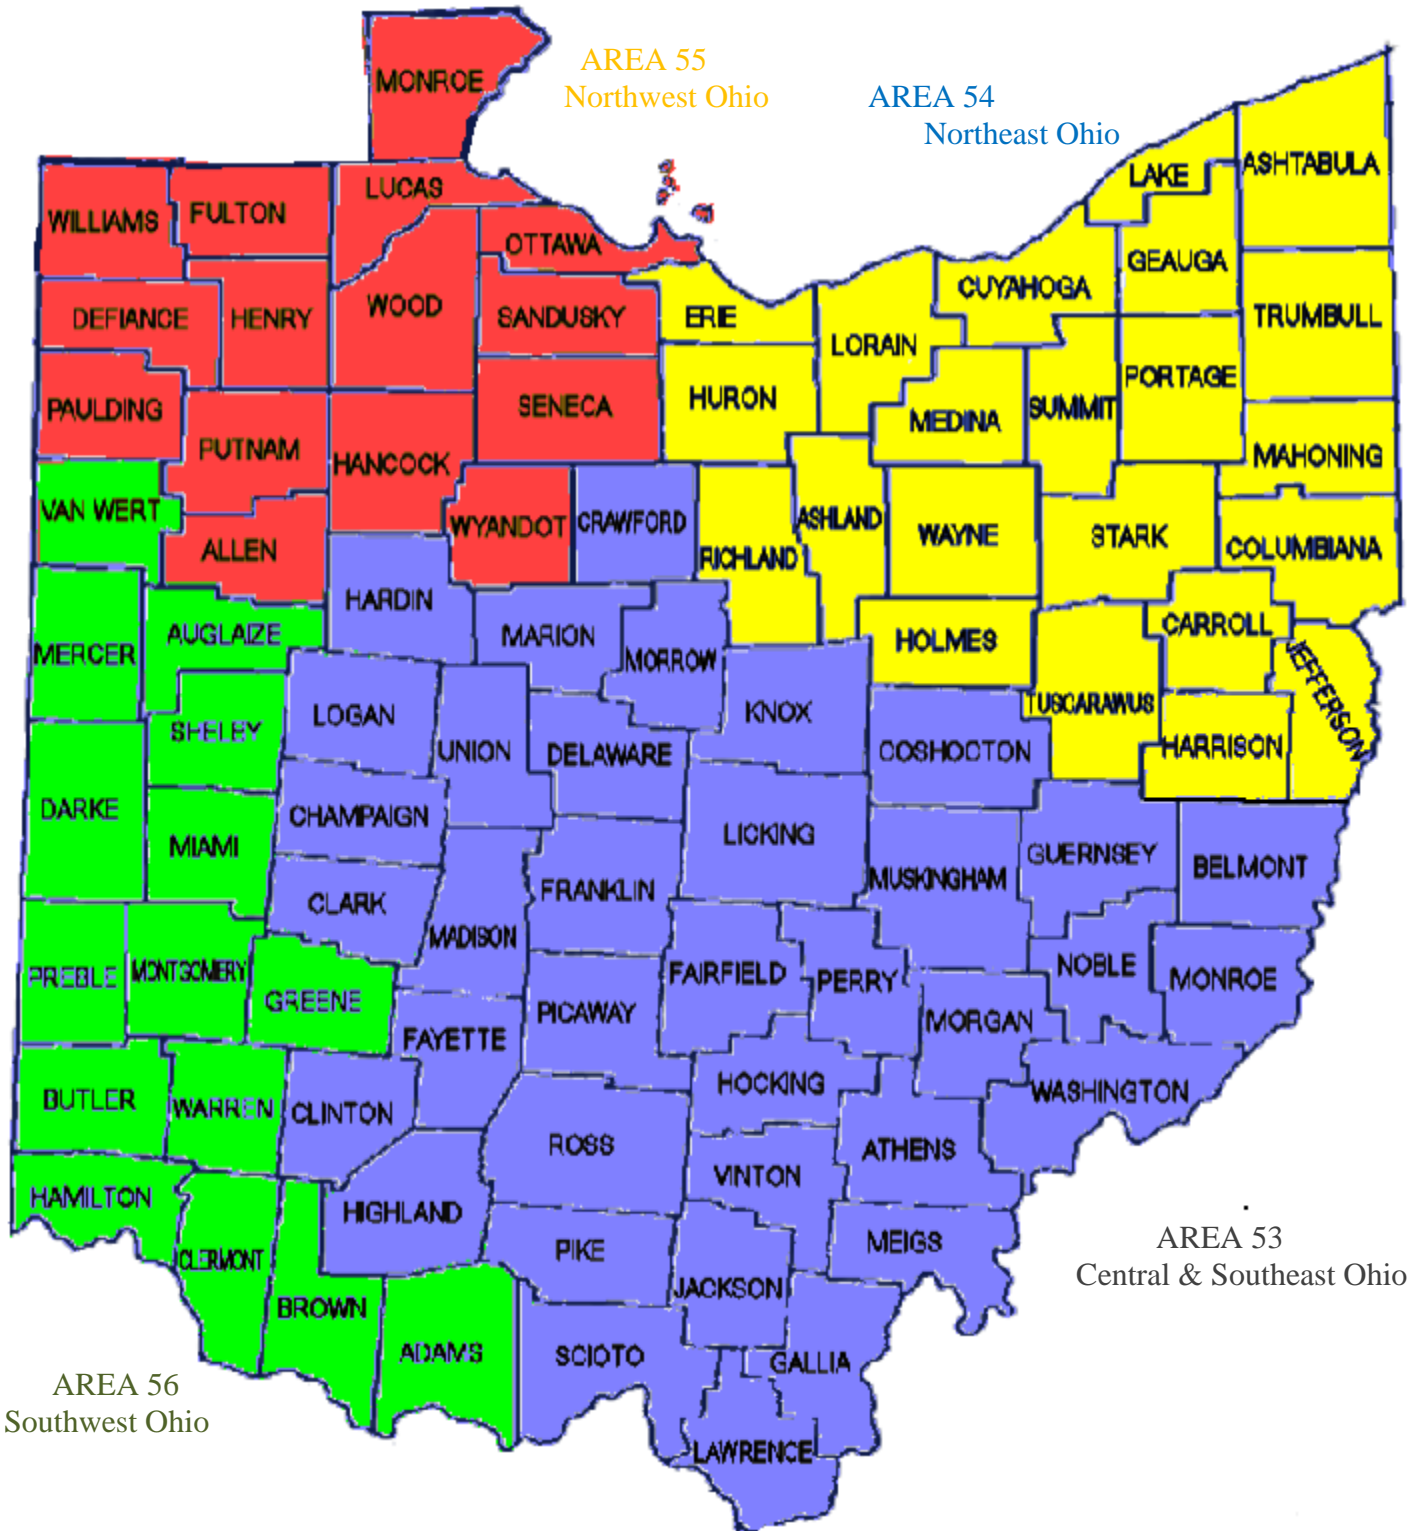 MONROE
AREA 55
Northwest Ohio
AREA 54
Northeast Ohio
WILLIAMS
FULTON
LUCAS
OTTAWA
LAKE
ASHTABULA
GEAUGA
CUYAHOGA
DEFIANCE
HENRY
WOOD
SANDUSKY
ERIE
LORAIN
TRUMBULL
PAULDING
SENECA
HURON
MEDINA
SUMMIT
PORTAGE
PUTNAM
HANCOCK
MAHONING
VAN WERT
ALLEN
WYANDOT
CRAWFORD
RICHLAND
ASHLAND
WAYNE
STARK
COLUMBIANA
HARDIN
MERCER
AUGLAIZE
MARION
MORROW
HOLMES
CARROLL
JEFFERSON
SHELBY
LOGAN
UNION
DELAWARE
KNOX
COSHOCTON
TUSCARAWUS
HARRISON
DARKE
MIAMI
CHAMPAIGN
LICKING
GUERNSEY
BELMONT
CLARK
FRANKLIN
MUSKINGHAM
MADISON
PREBLE
MONTGOMERY
GREENE
FAIRFIELD
PERRY
NOBLE
MONROE
PICAWAY
FAYETTE
MORGAN
BUTLER
WARREN
CLINTON
HOCKING
WASHINGTON
ROSS
ATHENS
VINTON
HAMILTON
HIGHLAND
CLERMONT
PIKE
MEIGS
JACKSON
AREA 53
Central & Southeast Ohio
BROWN
ADAMS
SCIOTO
GALLIA
AREA 56
Southwest Ohio
LAWRENCE